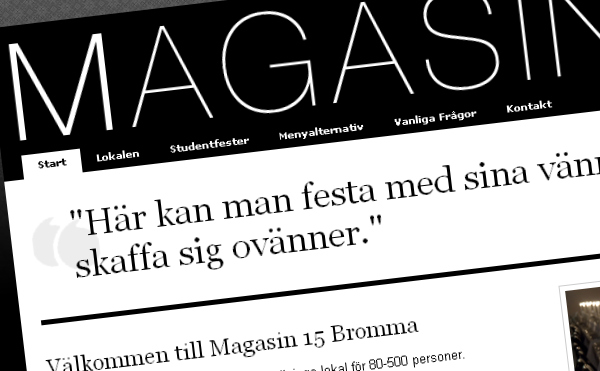 MAGASIN
Start Lokalen Studentfester Menyalternativ Vanliga Frågor Kontakt
"Här kan man festa med sina
skaffa sig ovänner."
Välkommen till Magasin 15 Bromma
lokal för 80-500 personer.